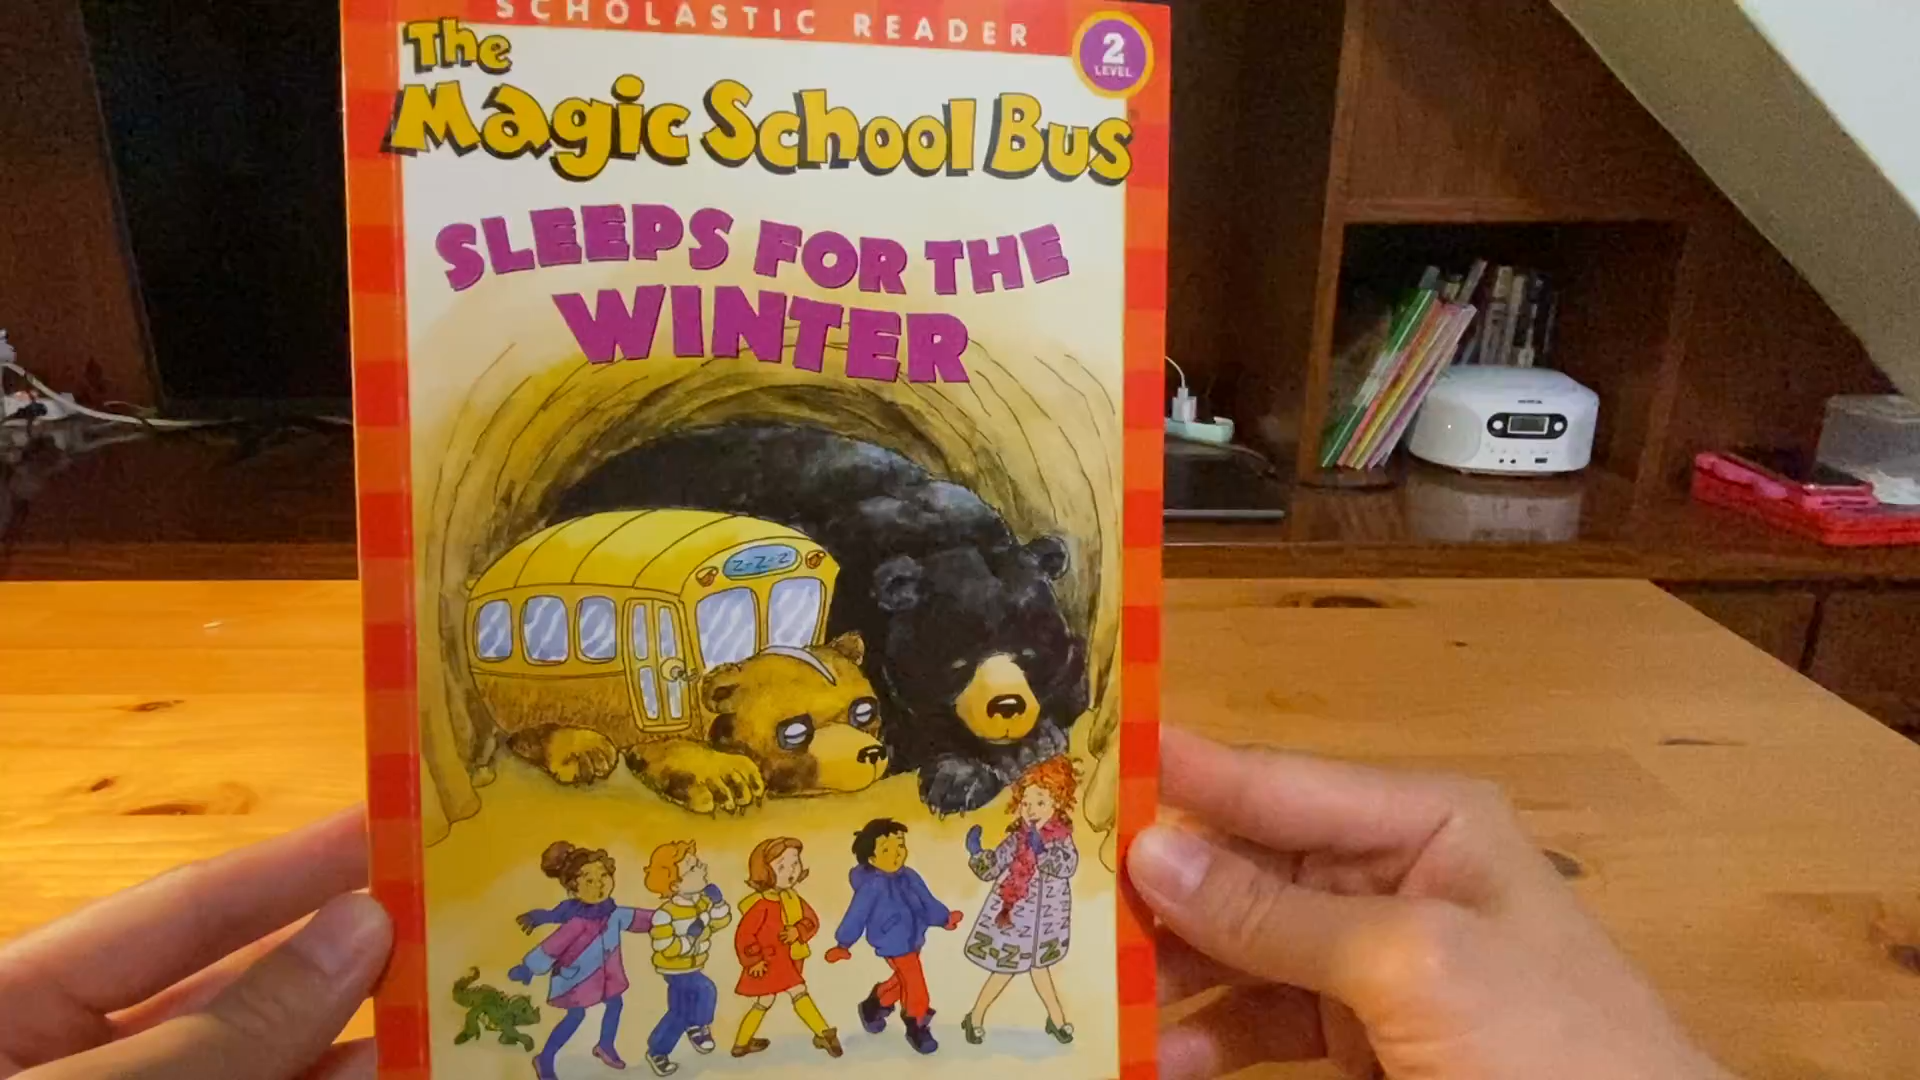 SCHOLASTIC READER
2
LEVEL
The
Magic School Bus
SLEEPS FOR THE
WINTER
Z-Z-Z
Z-Z-Z